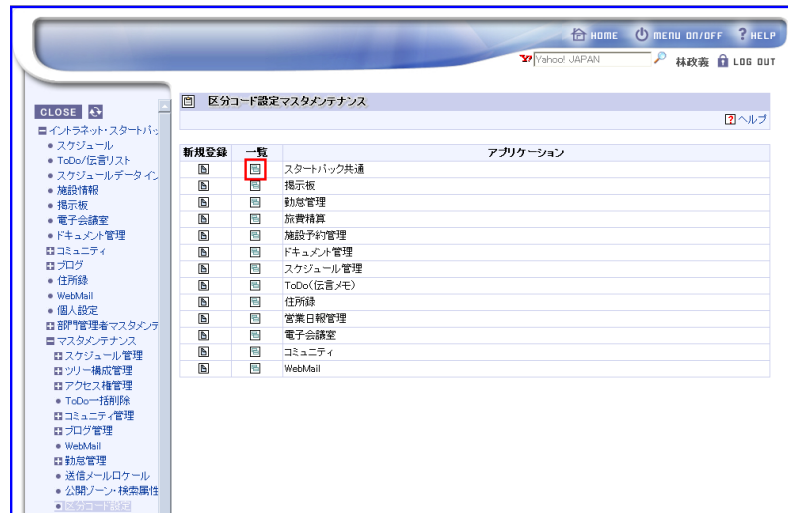 HOME MENU ON/OFF ? HELP
Yahoo! JAPAN 林政義 LOG OUT
区分コード設定マスタメンテナンス
? ヘルプ
新規登録 一覧 アプリケーション
スタートパック共通
掲示板
勤怠管理
旅費精算
施設予約管理
ドキュメント管理
スケジュール管理
ToDo(伝言メモ)
住所録
営業日報管理
電子会議室
コミュニティ
WebMail
CLOSE
イントラネット・スタートパッ
スケジュール
ToDo/伝言リスト
スケジュールデータイン
施設情報
掲示板
電子会議室
ドキュメント管理
コミュニティ
ブログ
住所録
WebMail
個人設定
部門管理者マスタメンテ
マスタメンテナンス
スケジュール管理
ツリー構成管理
アクセス権管理
ToDo一括削除
コミュニティ管理
ブログ管理
WebMail
勤怠管理
送信メールロケール
公開ゾーン・検索属性
区分コード設定